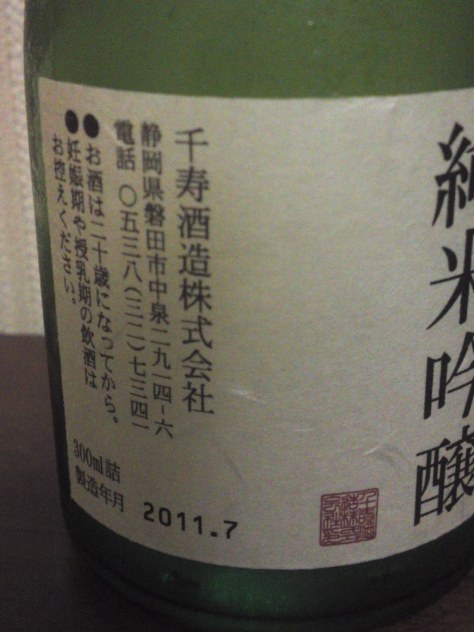 純米吟醸
千寿酒造株式会社
静岡県磐田市中泉二九一四-六
電話 〇五三八(三二)七三四一
●お酒は二十歳になってから。
●妊娠期や授乳期の飲酒は
お控えください。
300ml詰
製造年月 2011.7